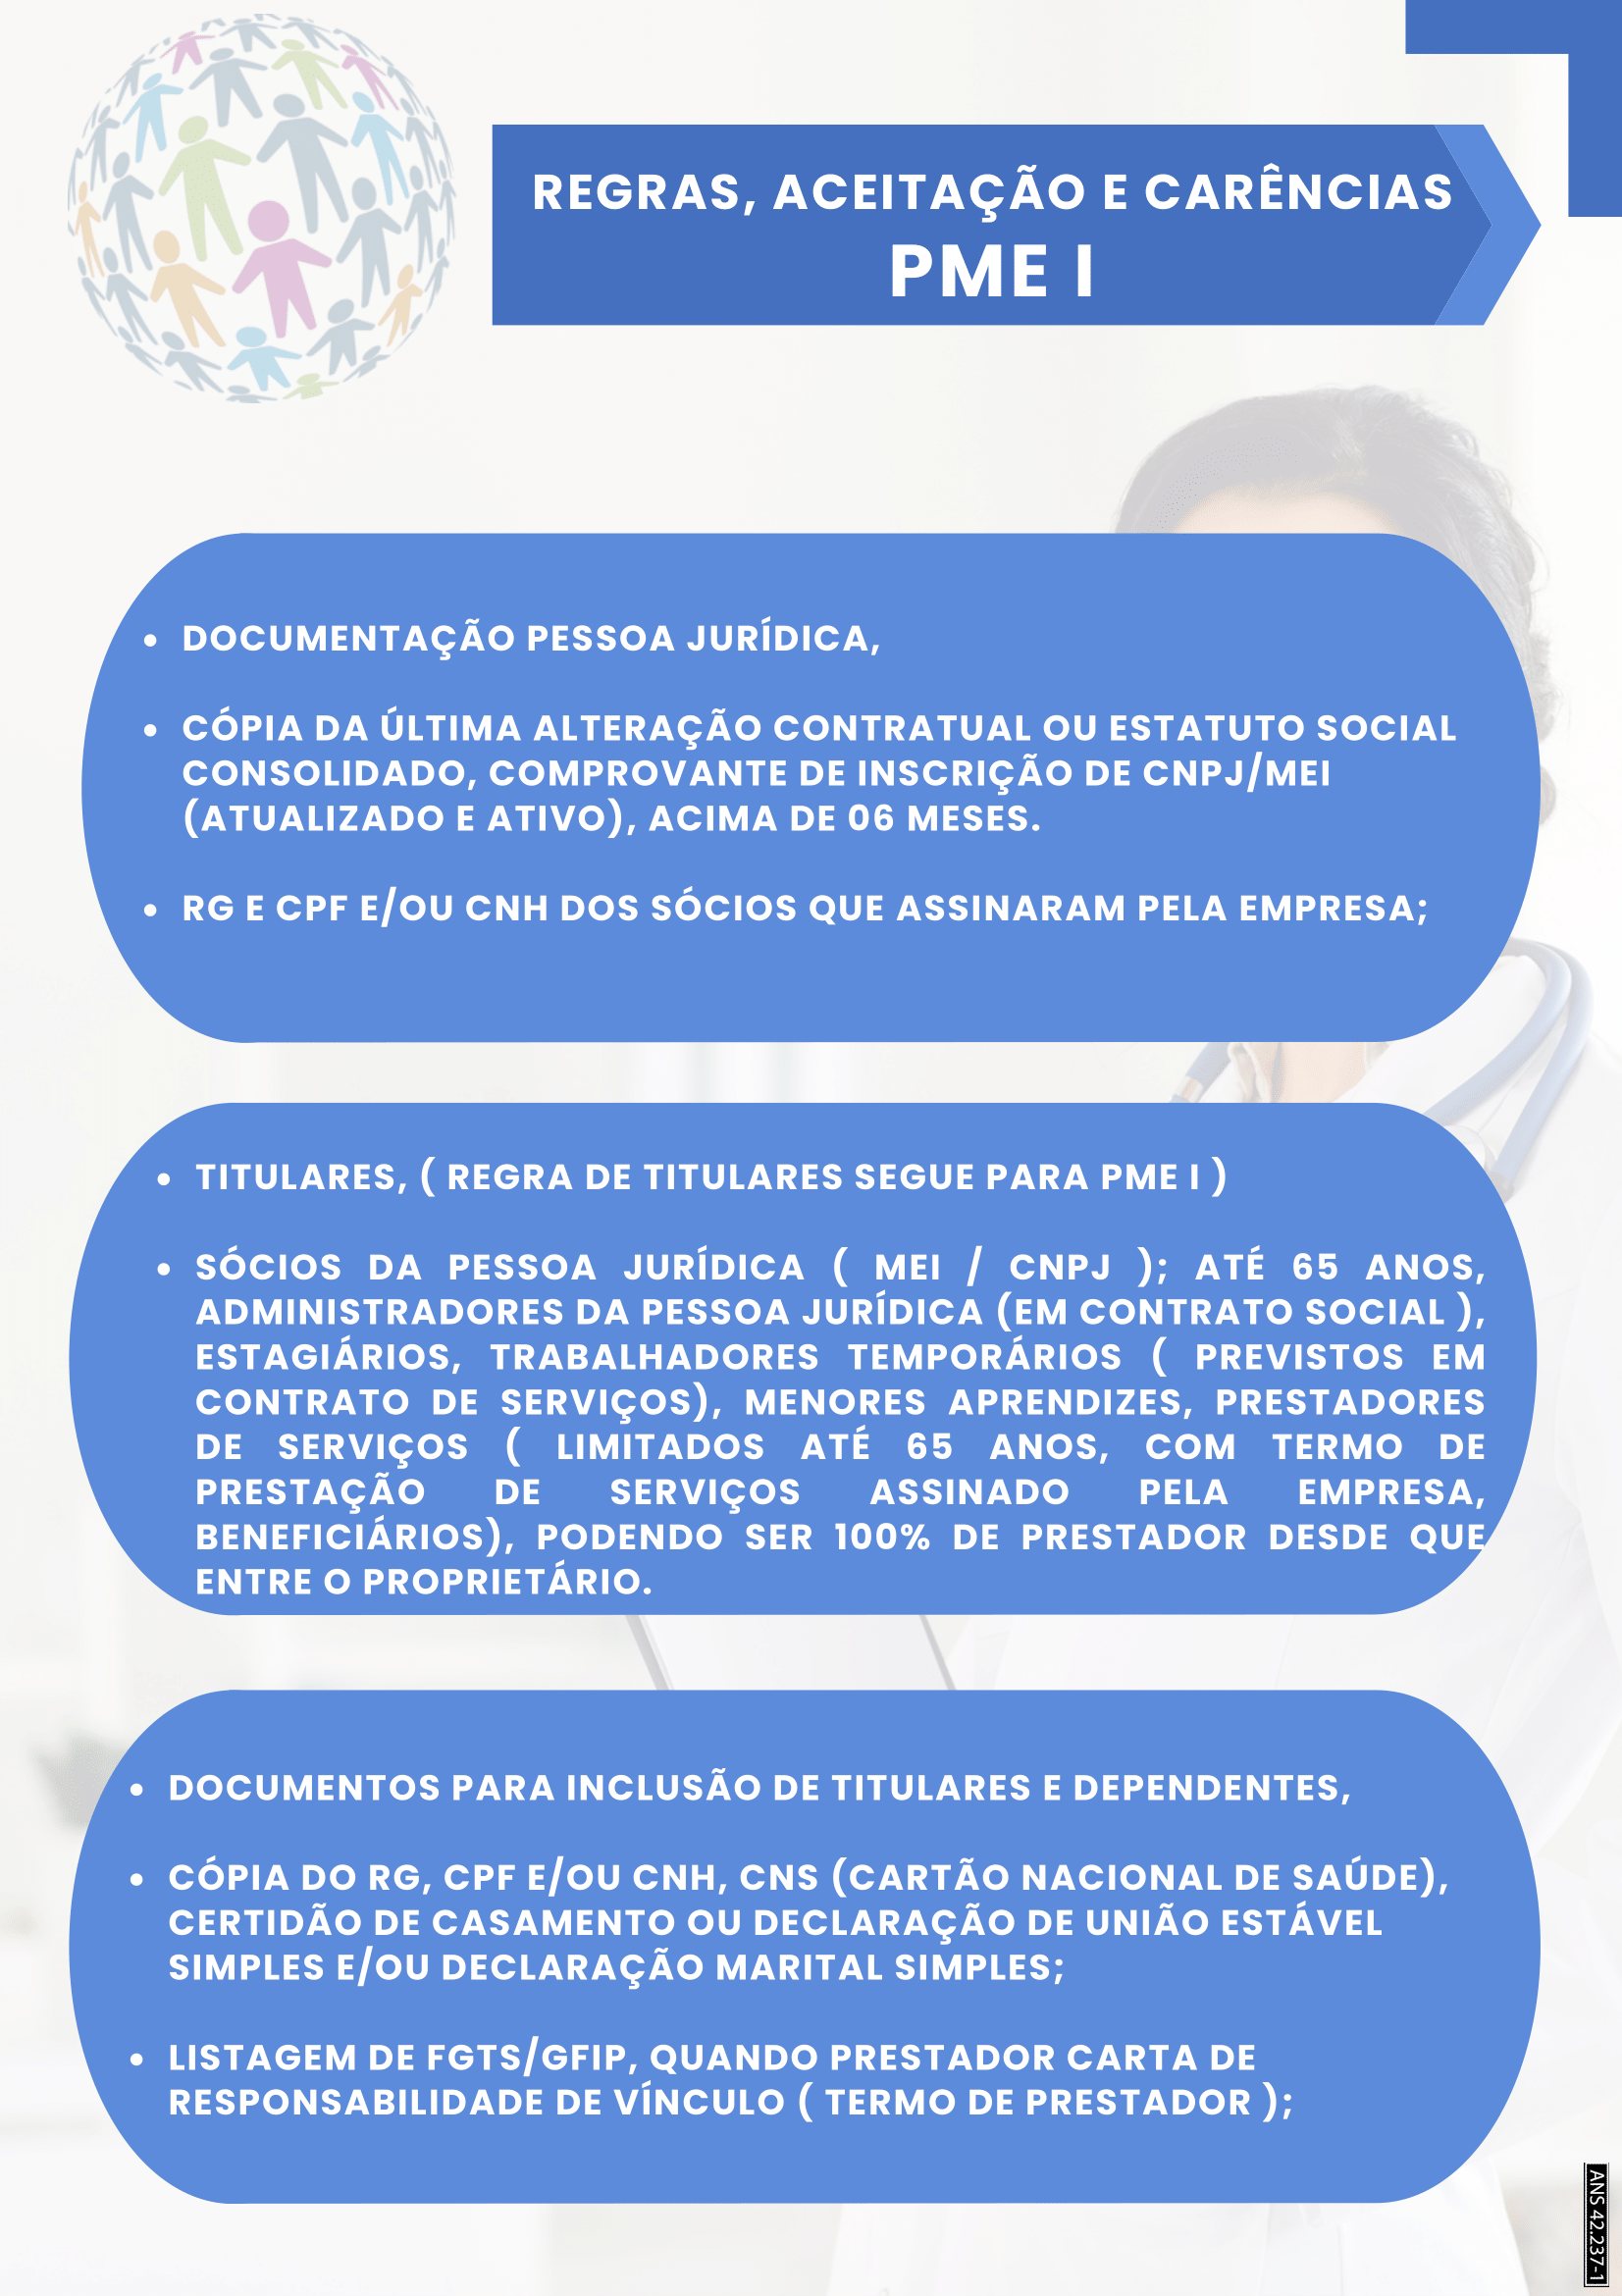 REGRAS, ACEITAÇÃO E CARÊNCIAS
PME I
• DOCUMENTAÇÃO PESSOA JURÍDICA,
• CÓPIA DA ÚLTIMA ALTERAÇÃO CONTRATUAL OU ESTATUTO SOCIAL
CONSOLIDADO, COMPROVANTE DE INSCRIÇÃO DE CNPJ/MEI
(ATUALIZADO E ATIVO), ACIMA DE 06 MESES.
• RG E CPF E/OU CNH DOS SÓCIOS QUE ASSINARAM PELA EMPRESA;
• TITULARES, ( REGRA DE TITULARES SEGUE PARA PME I )
• SÓCIOS DA PESSOA JURÍDICA ( MEI / CNPJ ); ATÉ 65 ANOS,
ADMINISTRADORES DA PESSOA JURÍDICA (EM CONTRATO SOCIAL ),
ESTAGIÁRIOS, TRABALHADORES TEMPORÁRIOS ( PREVISTOS EM
CONTRATO DE SERVIÇOS), MENORES APRENDIZES, PRESTADORES
DE SERVIÇOS ( LIMITADOS ATÉ 65 ANOS, COM TERMO DE
PRESTAÇÃO DE SERVIÇOS ASSINADO PELA EMPRESA,
BENEFICIÁRIOS), PODENDO SER 100% DE PRESTADOR DESDE QUE
ENTRE O PROPRIETÁRIO.
• DOCUMENTOS PARA INCLUSÃO DE TITULARES E DEPENDENTES,
• CÓPIA DO RG, CPF E/OU CNH, CNS (CARTÃO NACIONAL DE SAÚDE),
CERTIDÃO DE CASAMENTO OU DECLARAÇÃO DE UNIÃO ESTÁVEL
SIMPLES E/OU DECLARAÇÃO MARITAL SIMPLES;
• LISTAGEM DE FGTS/GFIP, QUANDO PRESTADOR CARTA DE
RESPONSABILIDADE DE VÍNCULO ( TERMO DE PRESTADOR );
ANS 42.237-1